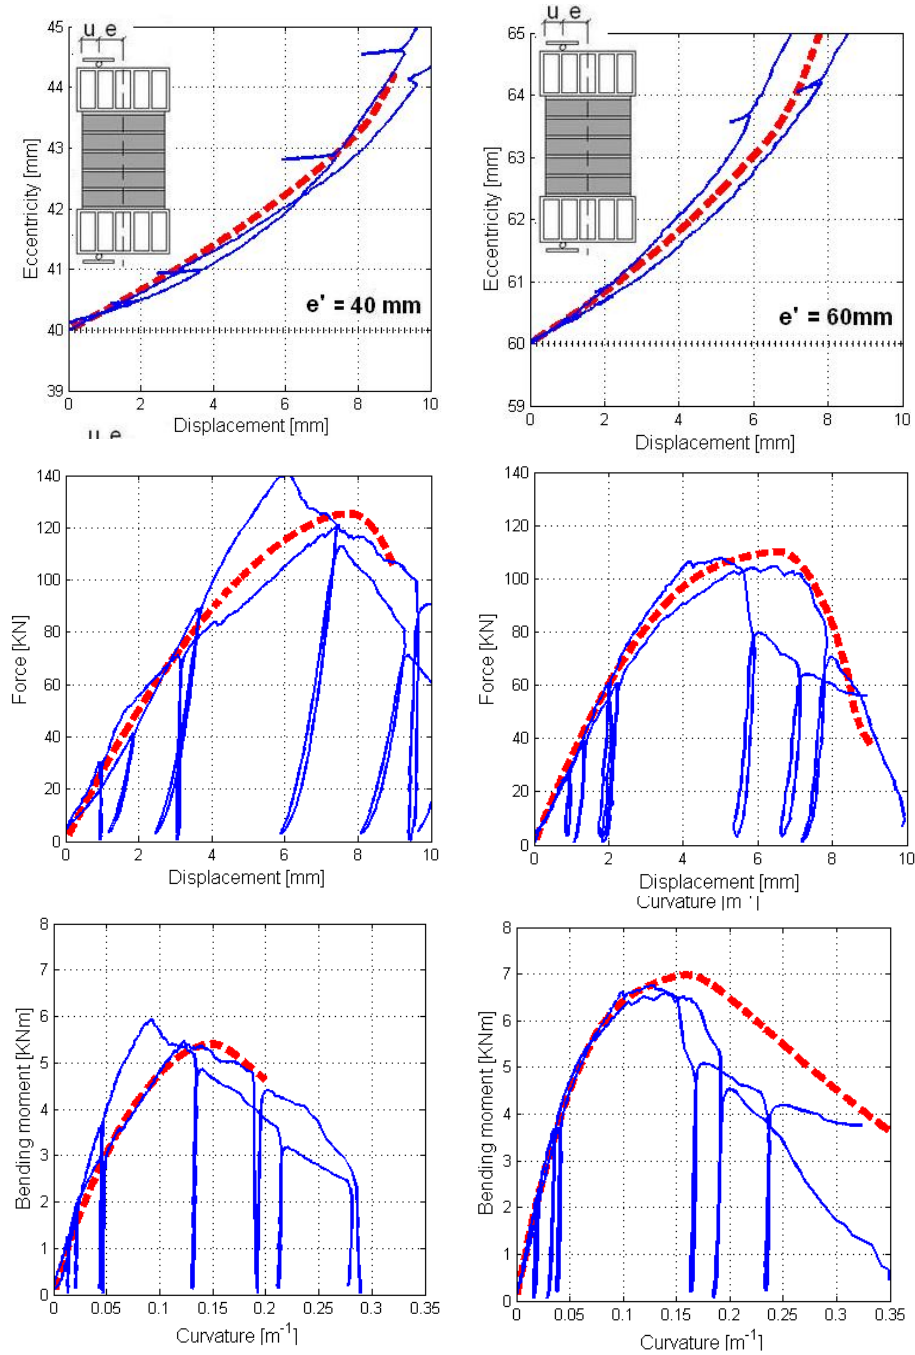 u e
45
44
43
42
41
40
39
Eccentricity [mm]
e' = 40 mm
0 2 4 6 8 10
Displacement [mm]
u e
u e
65
64
63
62
61
60
59
Eccentricity [mm]
e' = 60mm
0 2 4 6 8 10
Displacement [mm]
140
120
100
80
60
40
20
0
Force [KN]
0 2 4 6 8 10
Displacement [mm]
140
120
100
80
60
40
20
0
Force [KN]
0 2 4 6 8 10
Displacement [mm]
Curvature [m⁻¹]
8
7
6
5
4
3
2
1
0
Bending moment [KNm]
0 0.05 0.1 0.15 0.2 0.25 0.3 0.35
Curvature [m⁻¹]
8
7
6
5
4
3
2
1
0
Bending moment [KNm]
0 0.05 0.1 0.15 0.2 0.25 0.3 0.35
Curvature [m⁻¹]